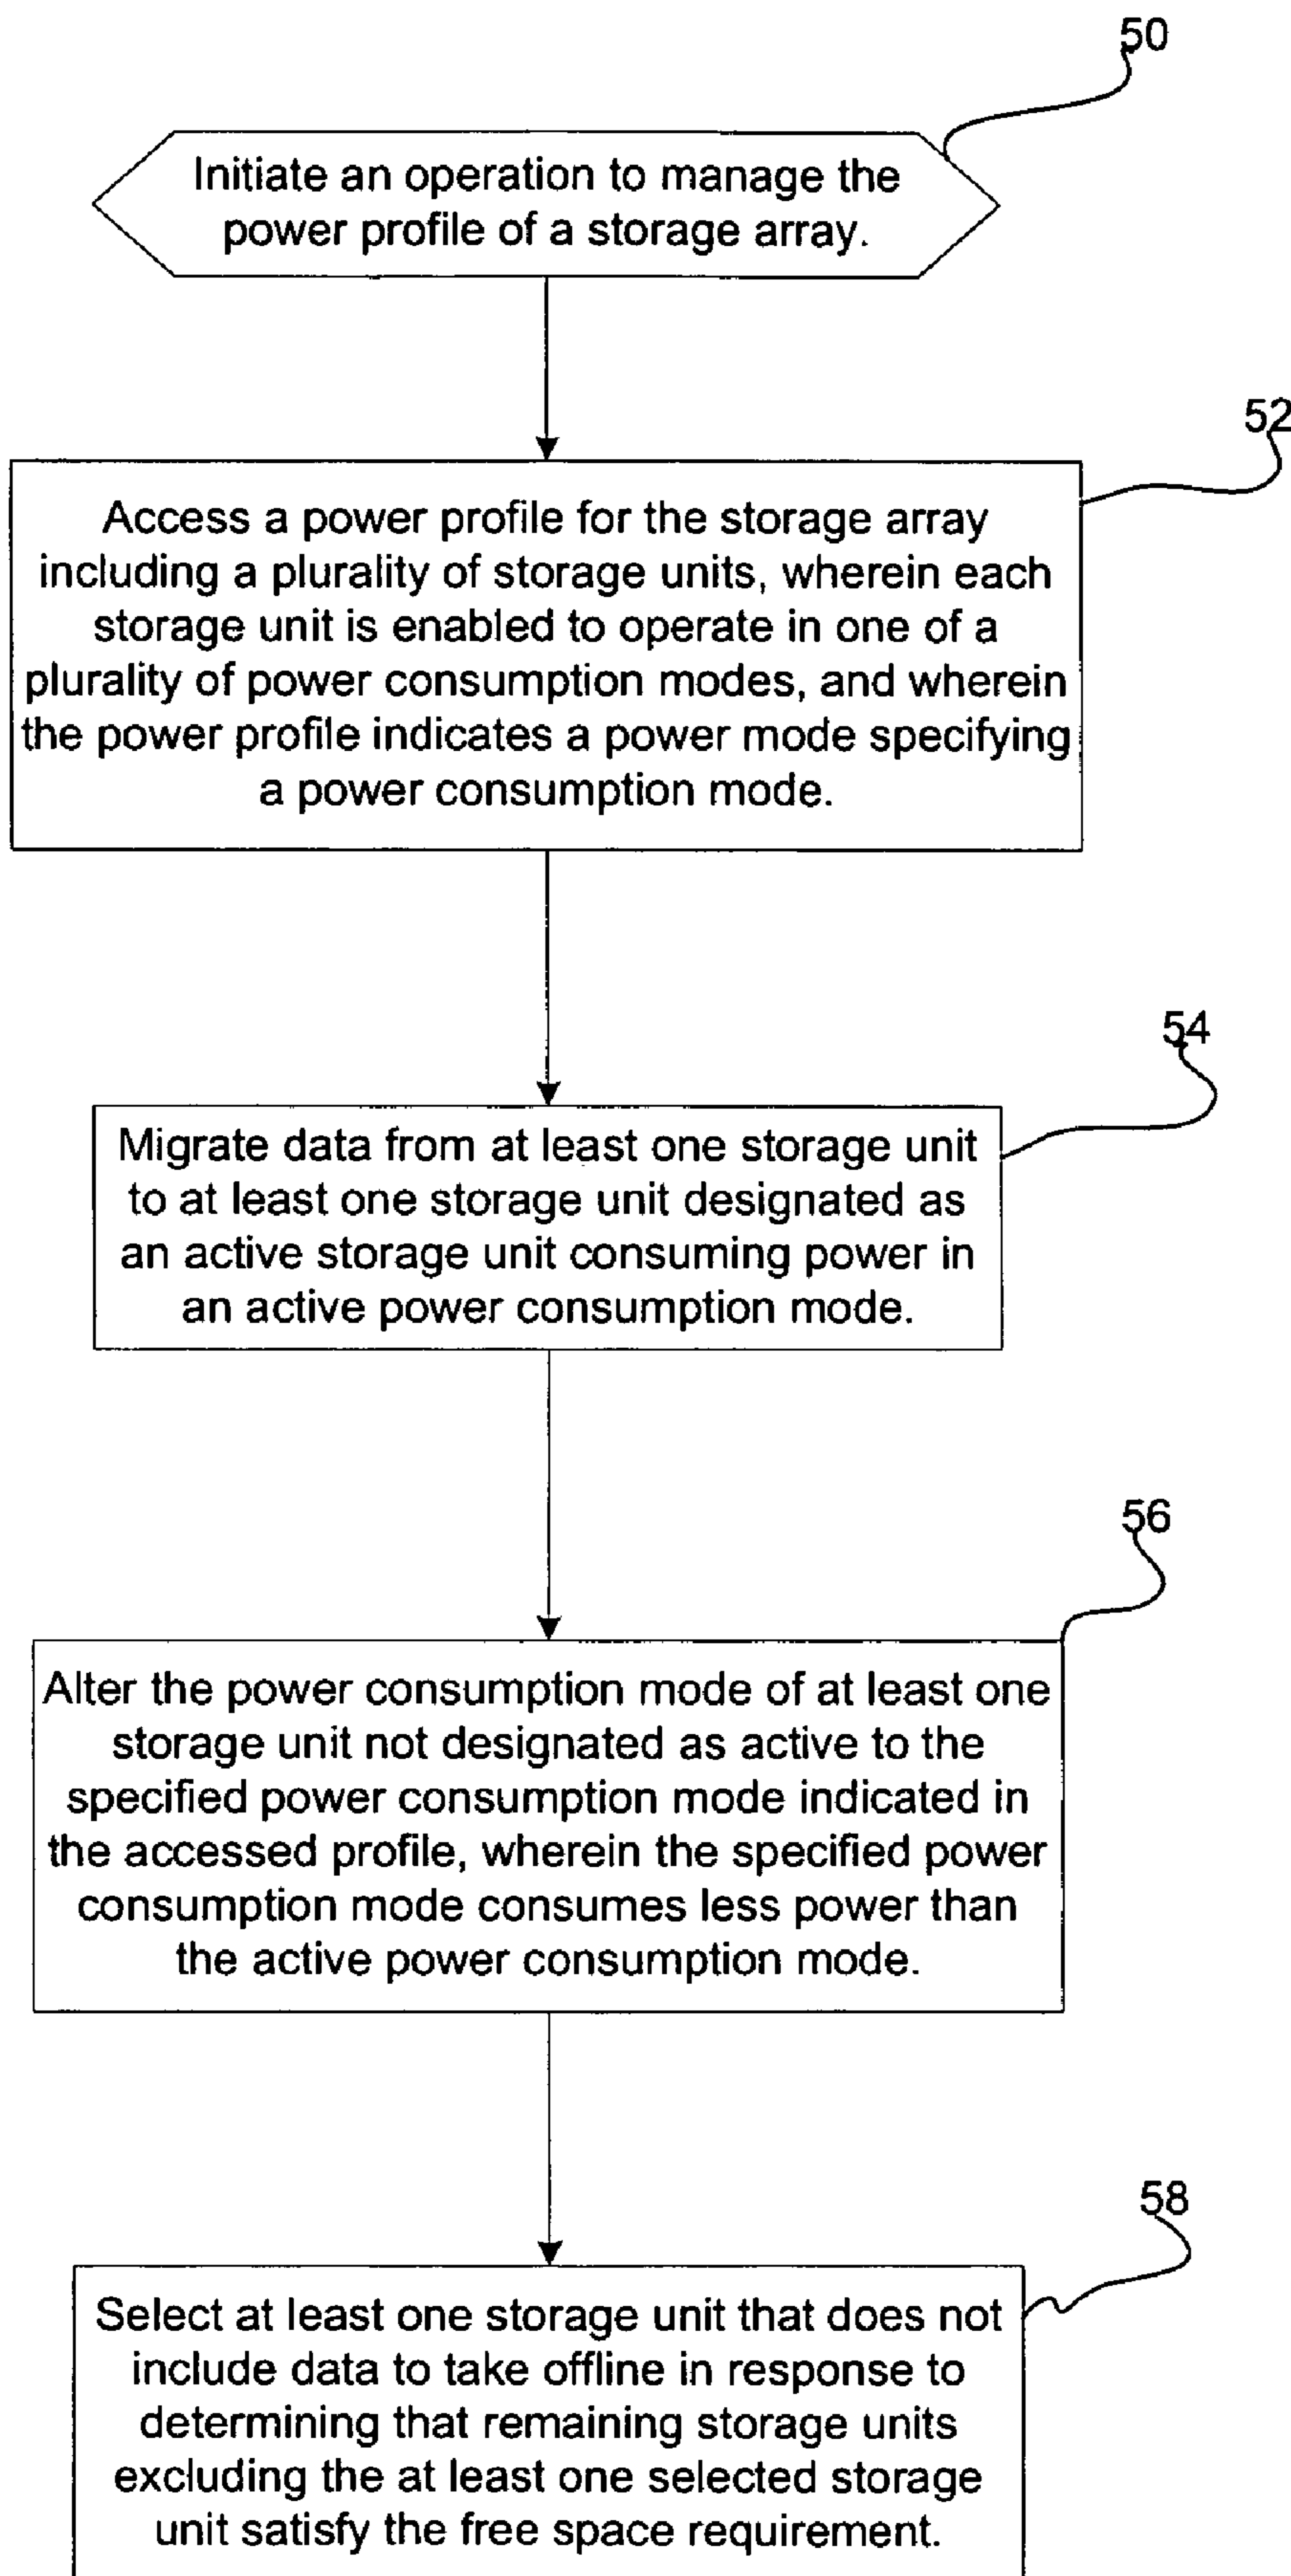 50
Initiate an operation to manage the
power profile of a storage array.
52
Access a power profile for the storage array
including a plurality of storage units, wherein each
storage unit is enabled to operate in one of a
plurality of power consumption modes, and wherein
the power profile indicates a power mode specifying
a power consumption mode.
54
Migrate data from at least one storage unit
to at least one storage unit designated as
an active storage unit consuming power in
an active power consumption mode.
56
Alter the power consumption mode of at least one
storage unit not designated as active to the
specified power consumption mode indicated in
the accessed profile, wherein the specified power
consumption mode consumes less power than
the active power consumption mode.
58
Select at least one storage unit that does not
include data to take offline in response to
determining that remaining storage units
excluding the at least one selected storage
unit satisfy the free space requirement.